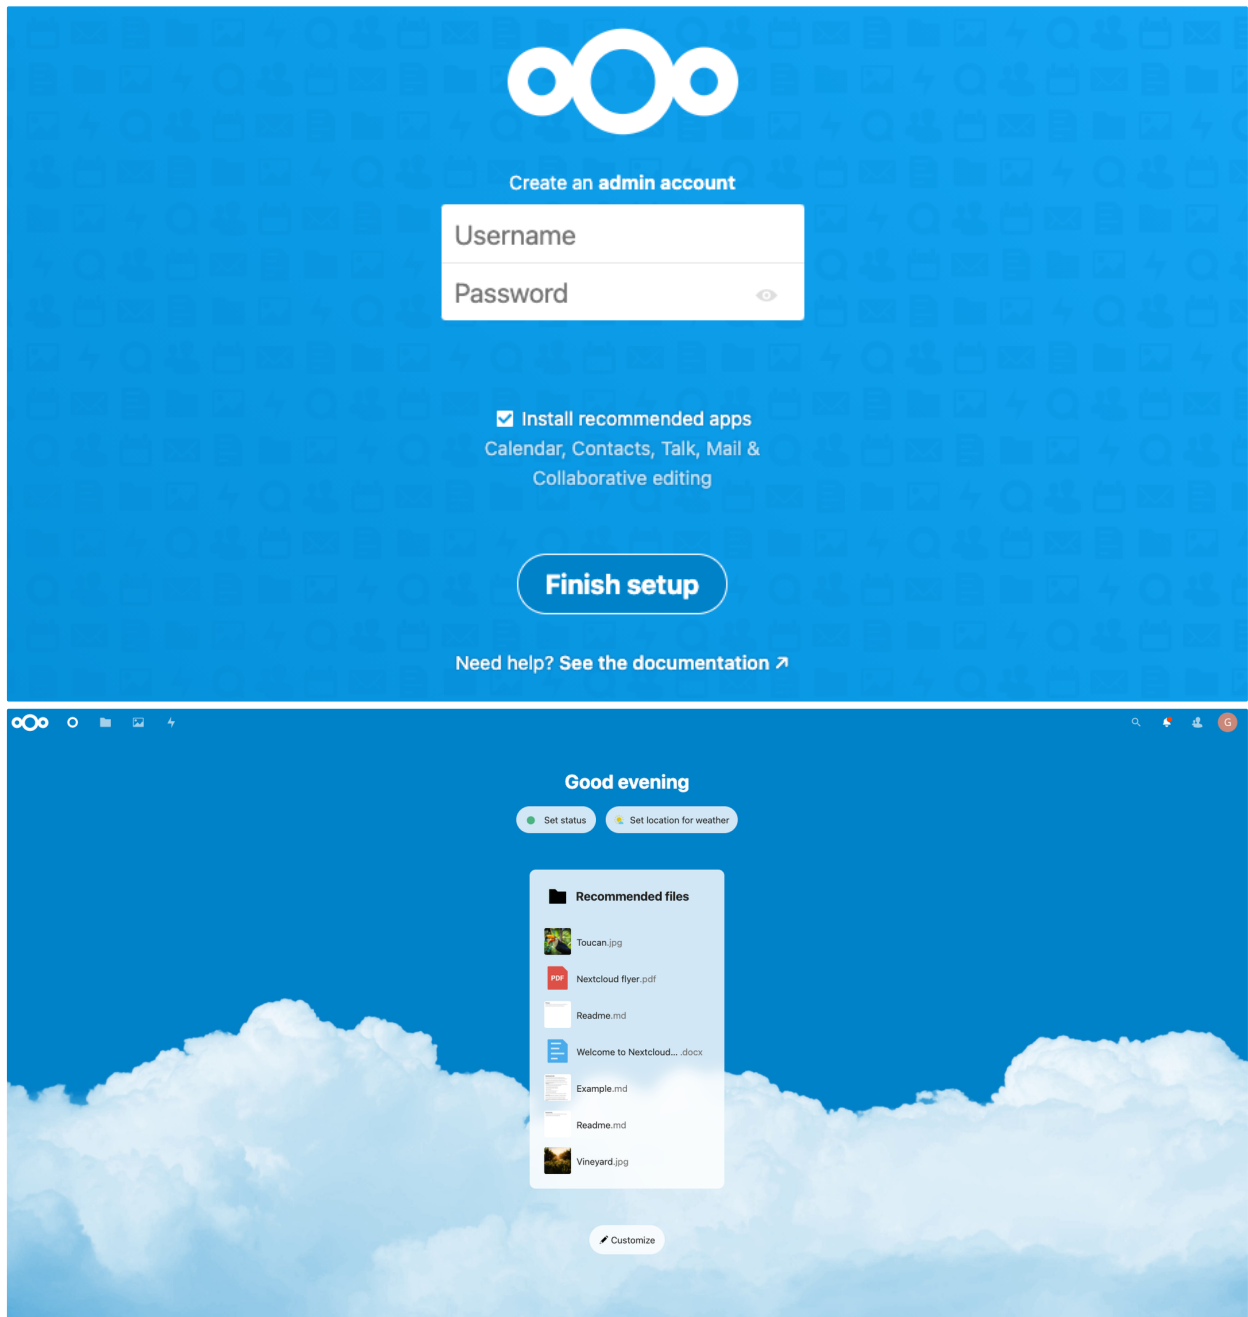 Create an admin account
Username
Password
Install recommended apps
Calendar, Contacts, Talk, Mail &
Collaborative editing
Finish setup
Need help? See the documentation ↗
G
Good evening
Set status
Set location for weather
Recommended files
Toucan.jpg
PDF
Nextcloud flyer.pdf
Readme.md
Welcome to Nextcloud... .docx
Example.md
Readme.md
Vineyard.jpg
Customize